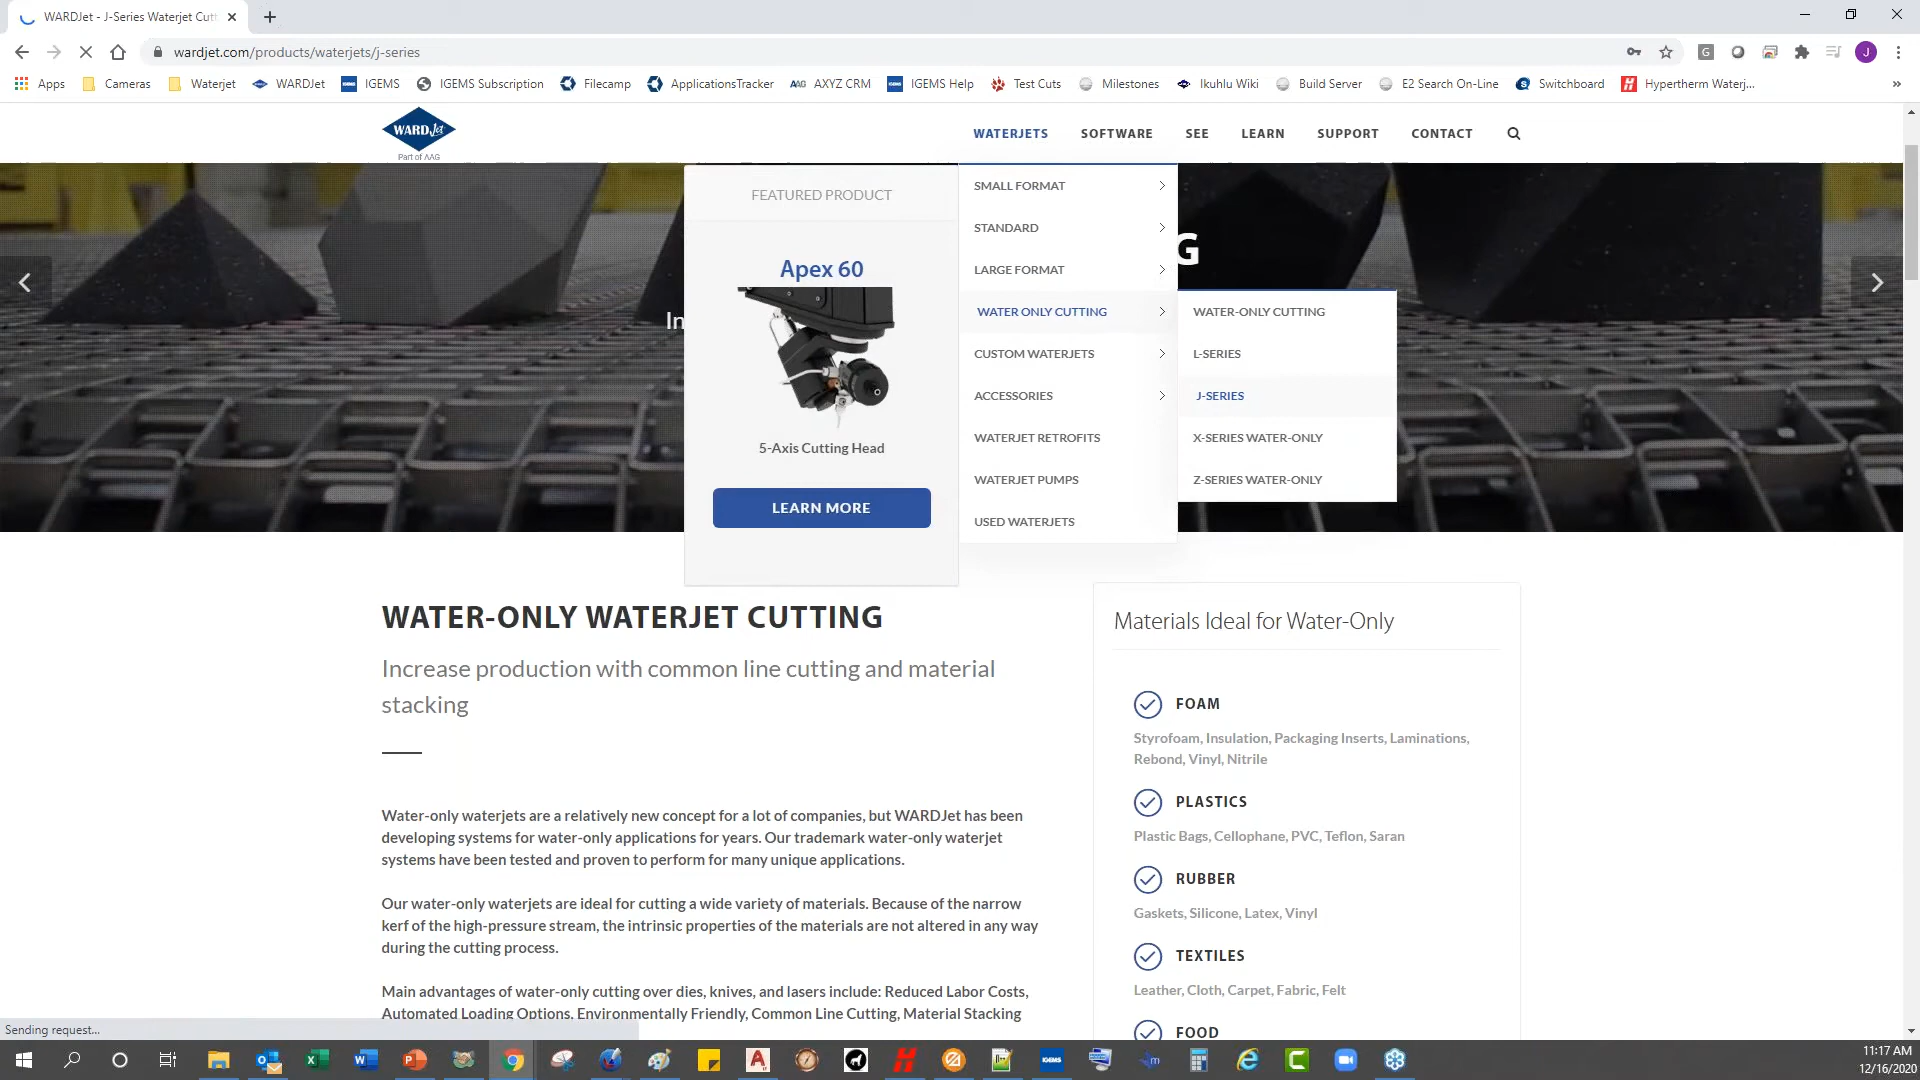 WARDJet - J-Series Waterjet Cutt
wardjet.com/products/waterjets/j-series
G
J
Apps
Cameras
Waterjet
WARDJet
IGEMS
IGEMS Subscription
Filecamp
ApplicationsTracker
AXYZ CRM
IGEMS Help
Test Cuts
Milestones
Ikuhlu Wiki
Build Server
E2 Search On-Line
Switchboard
Hypertherm Waterj...
WARDJet
Part of AAG
WATERJETS
SOFTWARE
SEE
LEARN
SUPPORT
CONTACT
FEATURED PRODUCT
Apex 60
5-Axis Cutting Head
LEARN MORE
SMALL FORMAT
STANDARD
LARGE FORMAT
WATER ONLY CUTTING
CUSTOM WATERJETS
ACCESSORIES
WATERJET RETROFITS
WATERJET PUMPS
USED WATERJETS
WATER-ONLY CUTTING
L-SERIES
J-SERIES
X-SERIES WATER-ONLY
Z-SERIES WATER-ONLY
G
In
WATER-ONLY WATERJET CUTTING
Increase production with common line cutting and material
stacking
Water-only waterjets are a relatively new concept for a lot of companies, but WARDJet has been
developing systems for water-only applications for years. Our trademark water-only waterjet
systems have been tested and proven to perform for many unique applications.
Our water-only waterjets are ideal for cutting a wide variety of materials. Because of the narrow
kerf of the high-pressure stream, the intrinsic properties of the materials are not altered in any way
during the cutting process.
Main advantages of water-only cutting over dies, knives, and lasers include: Reduced Labor Costs,
Automated Loading Options, Environmentally Friendly, Common Line Cutting, Material Stacking
Materials Ideal for Water-Only
FOAM
Styrofoam, Insulation, Packaging Inserts, Laminations,
Rebond, Vinyl, Nitrile
PLASTICS
Plastic Bags, Cellophane, PVC, Teflon, Saran
RUBBER
Gaskets, Silicone, Latex, Vinyl
TEXTILES
Leather, Cloth, Carpet, Fabric, Felt
FOOD
Sending request...
11:17 AM
12/16/2020